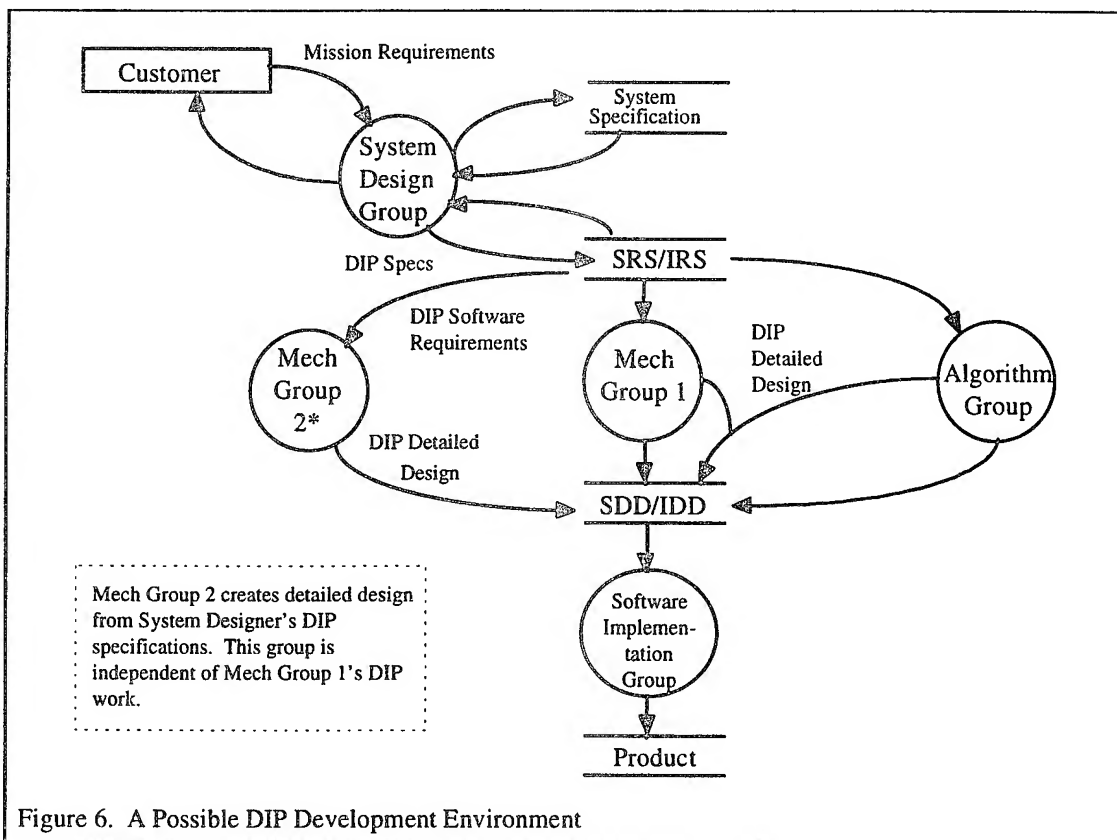 Mission Requirements
Customer
System
Specification
System
Design
Group
DIP Specs
SRS/IRS
DIP Software
Requirements
DIP
Detailed
Design
Mech
Group
2*
Mech
Group 1
Algorithm
Group
DIP Detailed
Design
SDD/IDD
Mech Group 2 creates detailed design
from System Designer's DIP
specifications. This group is
independent of Mech Group 1's DIP
work.
Software
Implemen-
tation
Group
Product
Figure 6. A Possible DIP Development Environment